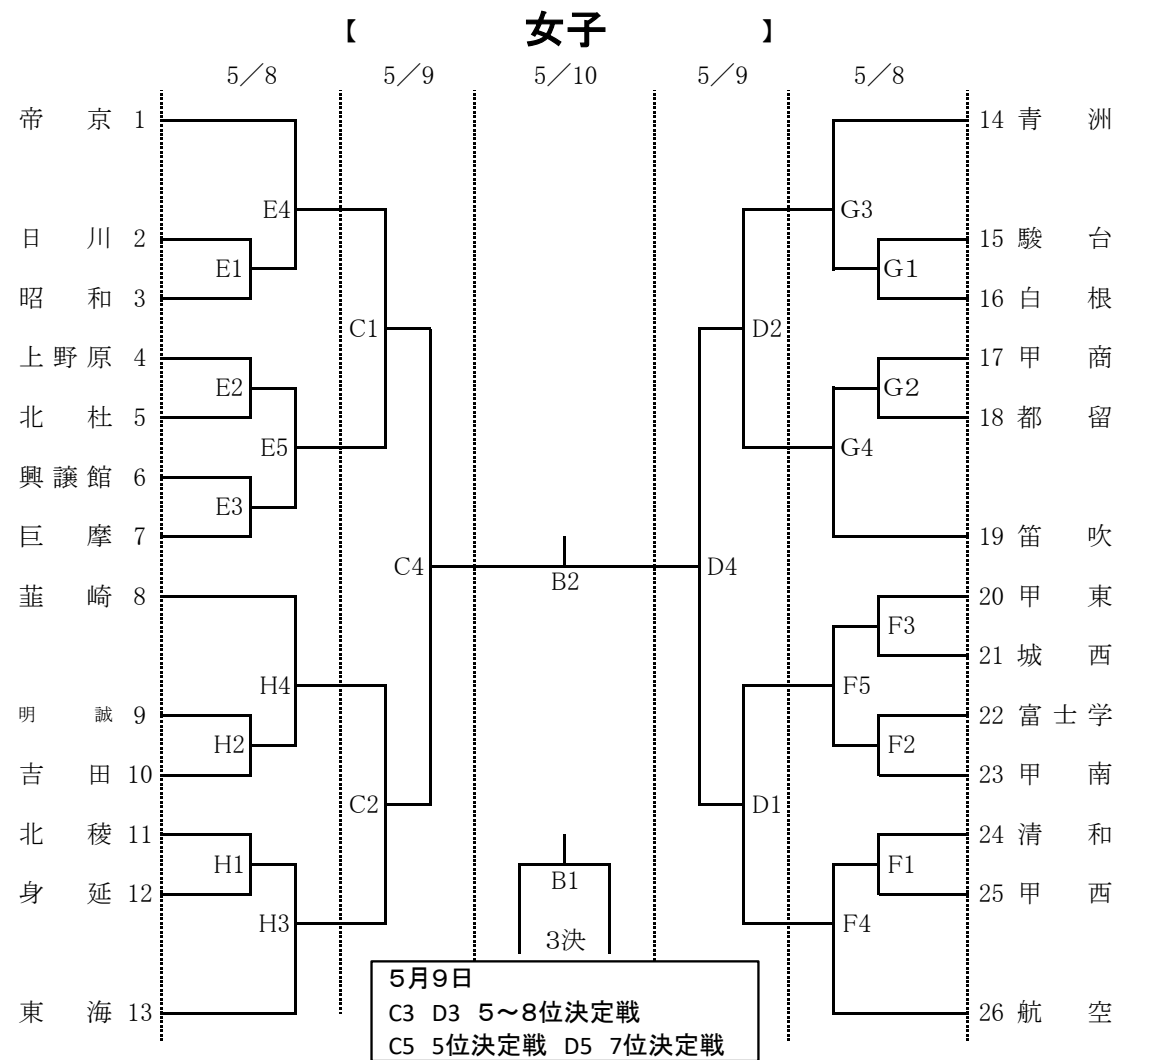 【 女子 】
5／8 5／9 5／10 5／9 5／8
帝京 1
E4
日川 2
E1
昭和 3
C1
上野原 4
E2
北杜 5
E5
興譲館 6
E3
巨摩 7
C4
韮崎 8
H4
明誠 9
H2
吉田 10
C2
北稜 11
H1
身延 12
H3
東海 13
B2
B1
3決
14 青洲
G3
15 駿台
G1
16 白根
D2
17 甲商
G2
18 都留
G4
19 笛吹
D4
20 甲東
F3
21 城西
F5
22 富士学
F2
23 甲南
D1
24 清和
F1
25 甲西
F4
26 航空
５月９日
C3 D3 ５～８位決定戦
C5 5位決定戦 D5 7位決定戦